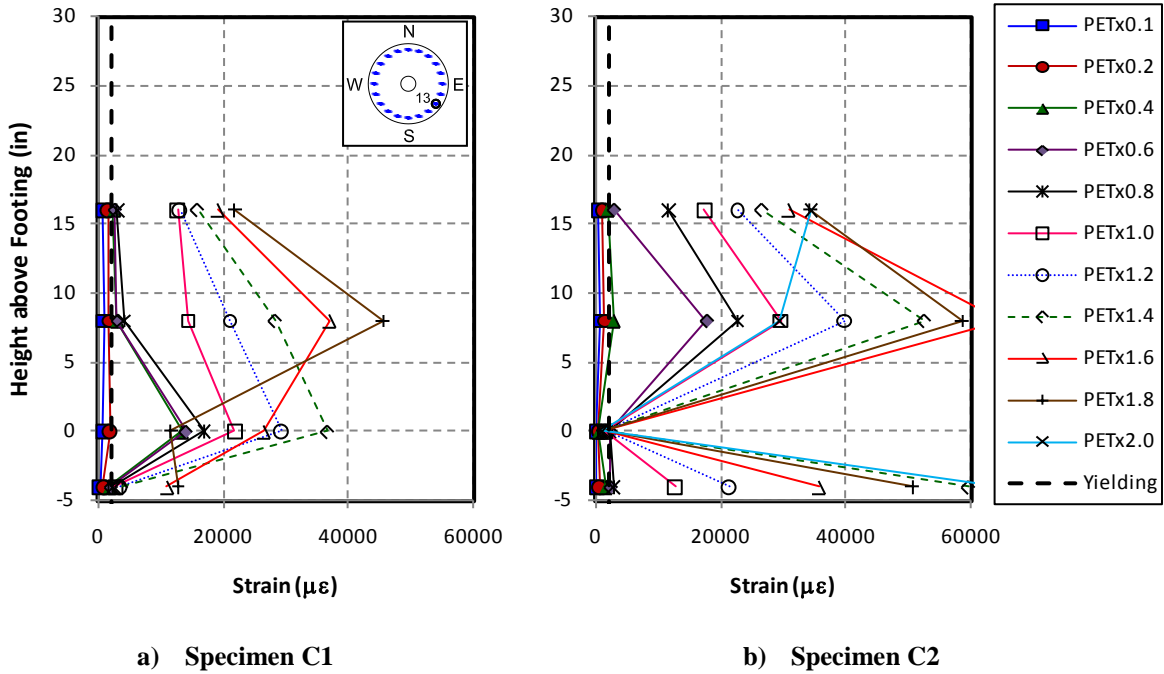 Height above Footing (in)
30
25
20
15
10
5
0
-5
0
20000
40000
60000
Strain (με)
N
W
E
S
13
a) Specimen C1
30
25
20
15
10
5
0
-5
0
20000
40000
60000
Strain (με)
b) Specimen C2
PETx0.1
PETx0.2
PETx0.4
PETx0.6
PETx0.8
PETx1.0
PETx1.2
PETx1.4
PETx1.6
PETx1.8
PETx2.0
Yielding